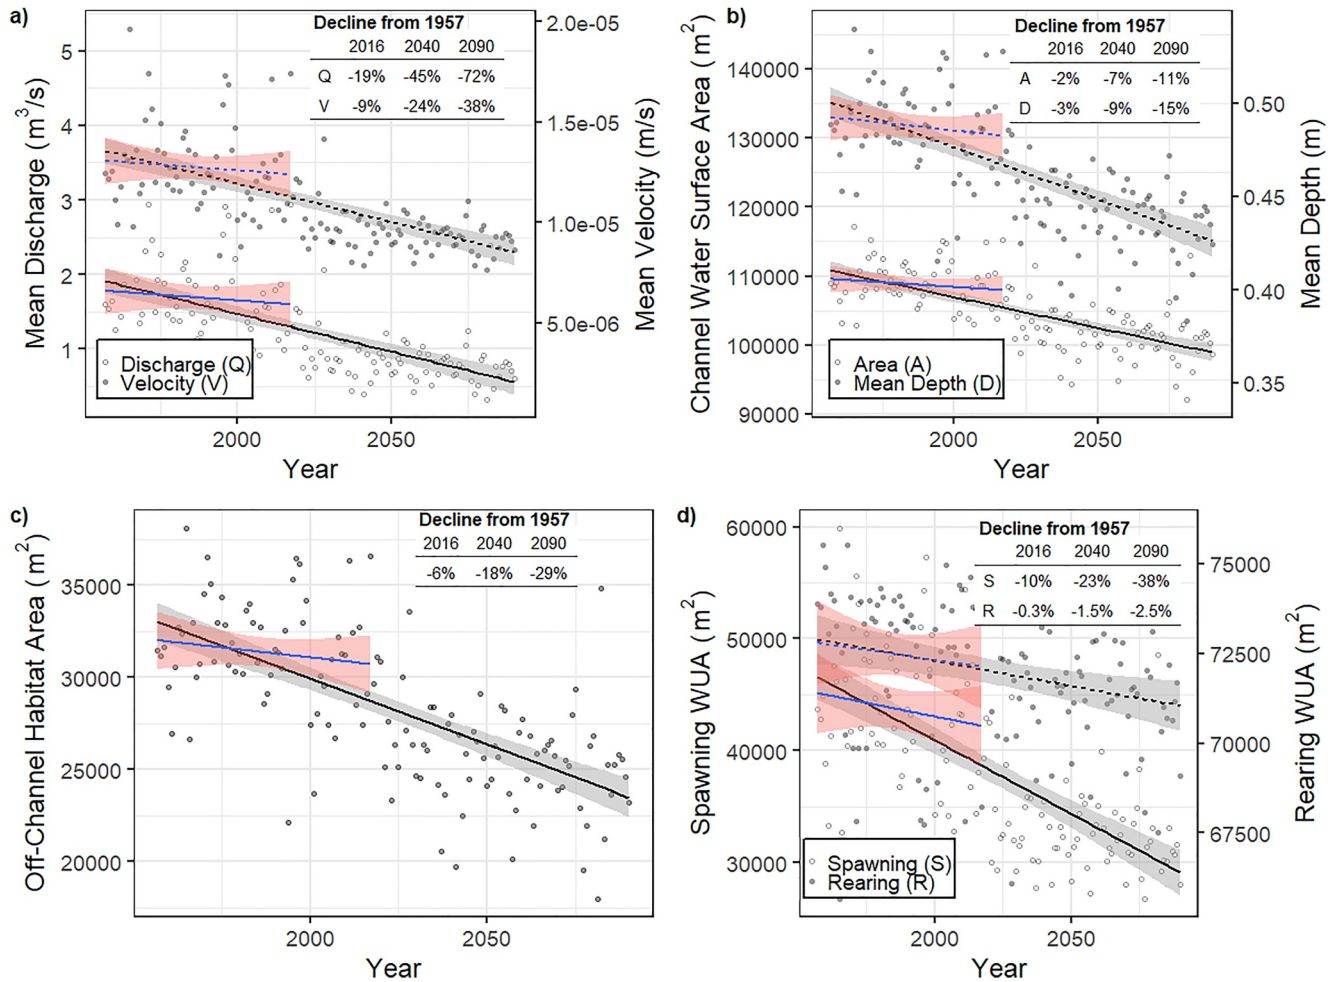 a)
Decline from 1957
2016 2040 2090
Q -19% -45% -72%
V -9% -24% -38%
5
4
3
2
1
Mean Discharge (m³/s)
2.0e-05
1.5e-05
1.0e-05
5.0e-06
Mean Velocity (m/s)
Discharge (Q)
Velocity (V)
2000 2050
Year
b)
Decline from 1957
2016 2040 2090
A -2% -7% -11%
D -3% -9% -15%
140000
130000
120000
110000
100000
90000
Channel Water Surface Area (m²)
0.50
0.45
0.40
0.35
Mean Depth (m)
Area (A)
Mean Depth (D)
2000 2050
Year
c)
Decline from 1957
2016 2040 2090
-6% -18% -29%
35000
30000
25000
20000
Off-Channel Habitat Area (m²)
2000 2050
Year
d)
Decline from 1957
2016 2040 2090
S -10% -23% -38%
R -0.3% -1.5% -2.5%
60000
50000
40000
30000
Spawning WUA (m²)
75000
72500
70000
67500
Rearing WUA (m²)
Spawning (S)
Rearing (R)
2000 2050
Year